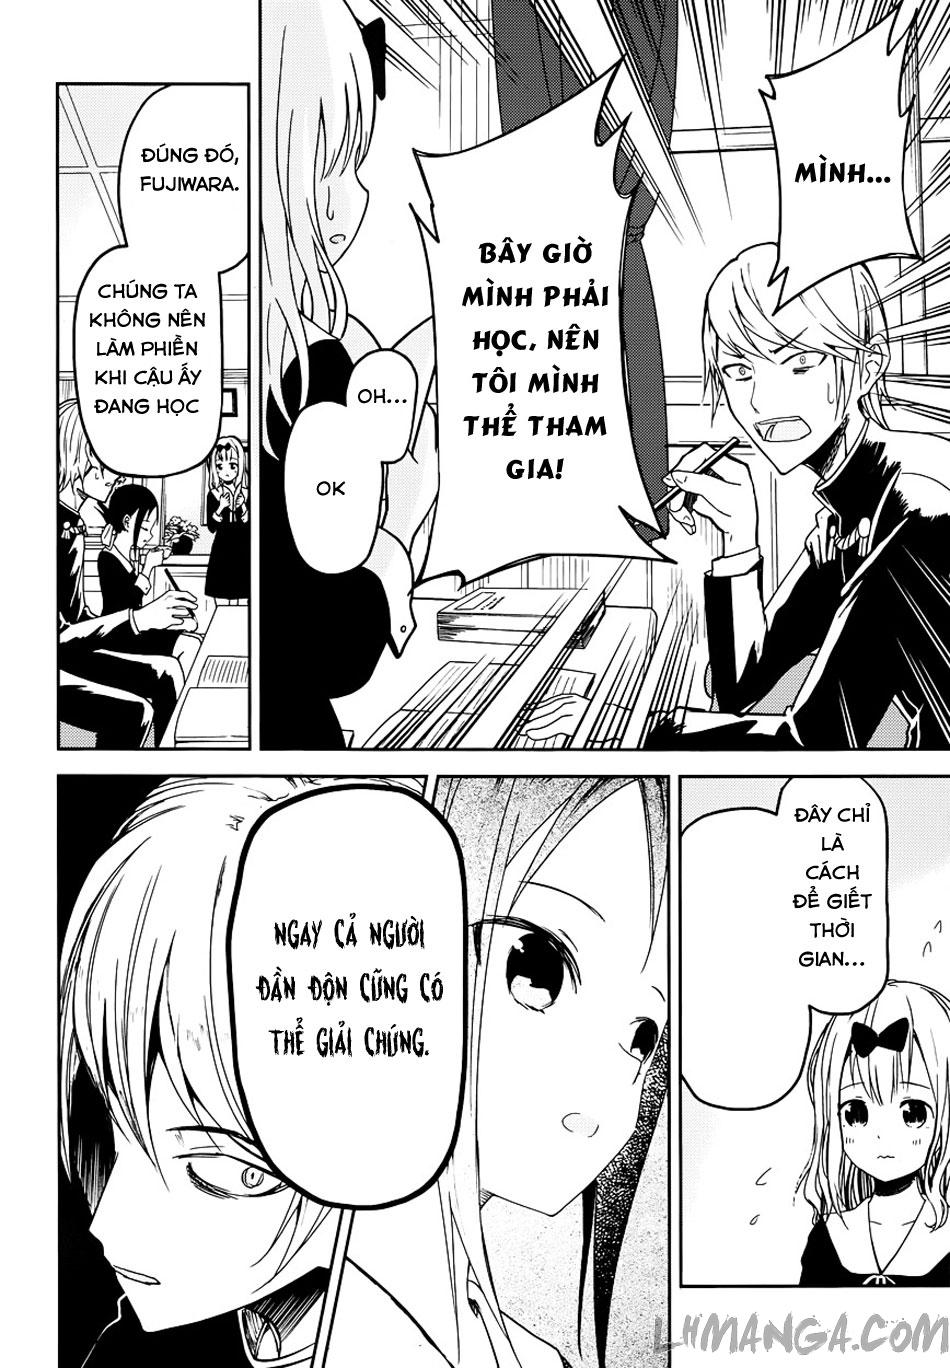 MÌNH...
BÂY GIỜ
MÌNH PHẢI
HỌC, NÊN
TÔI MÌNH
THỂ THAM
GIA!
OH...
OK
ĐÚNG ĐÓ,
FUJIWARA.
CHÚNG TA
KHÔNG NÊN
LÀM PHIỀN
KHI CẬU ẤY
ĐANG HỌC
ĐÂY CHỈ
LÀ
CÁCH
ĐỂ GIẾT
THỜI
GIAN...
NGAY CẢ NGƯỜI
ĐẦN ĐỘN CŨNG CÓ
THỂ GIẢI CHỨNG.
LHMANGA.COM